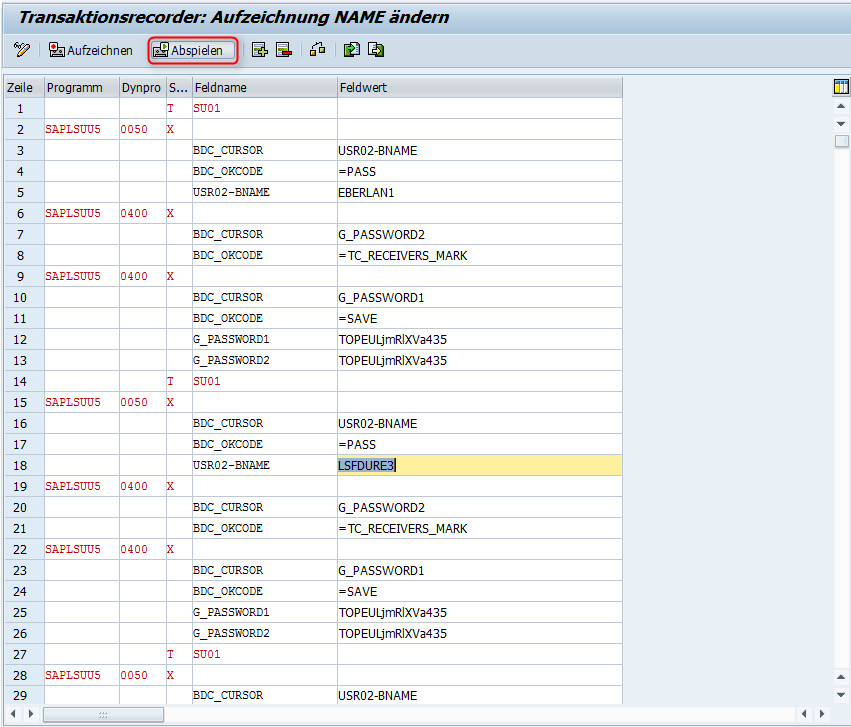 Transaktionsrecorder: Aufzeichnung NAME ändern
Aufzeichnen Abspielen
Zeile Programm Dynpro S... Feldname Feldwert
1 T SU01
2 SAPLSUU5 0050 X
3 BDC_CURSOR USR02-BNAME
4 BDC_OKCODE =PASS
5 USR02-BNAME EBERLAN1
6 SAPLSUU5 0400 X
7 BDC_CURSOR G_PASSWORD2
8 BDC_OKCODE =TC_RECEIVERS_MARK
9 SAPLSUU5 0400 X
10 BDC_CURSOR G_PASSWORD1
11 BDC_OKCODE =SAVE
12 G_PASSWORD1 TOPEULjmRlXVa435
13 G_PASSWORD2 TOPEULjmRlXVa435
14 T SU01
15 SAPLSUU5 0050 X
16 BDC_CURSOR USR02-BNAME
17 BDC_OKCODE =PASS
18 USR02-BNAME LSFDURE3
19 SAPLSUU5 0400 X
20 BDC_CURSOR G_PASSWORD2
21 BDC_OKCODE =TC_RECEIVERS_MARK
22 SAPLSUU5 0400 X
23 BDC_CURSOR G_PASSWORD1
24 BDC_OKCODE =SAVE
25 G_PASSWORD1 TOPEULjmRlXVa435
26 G_PASSWORD2 TOPEULjmRlXVa435
27 T SU01
28 SAPLSUU5 0050 X
29 BDC_CURSOR USR02-BNAME